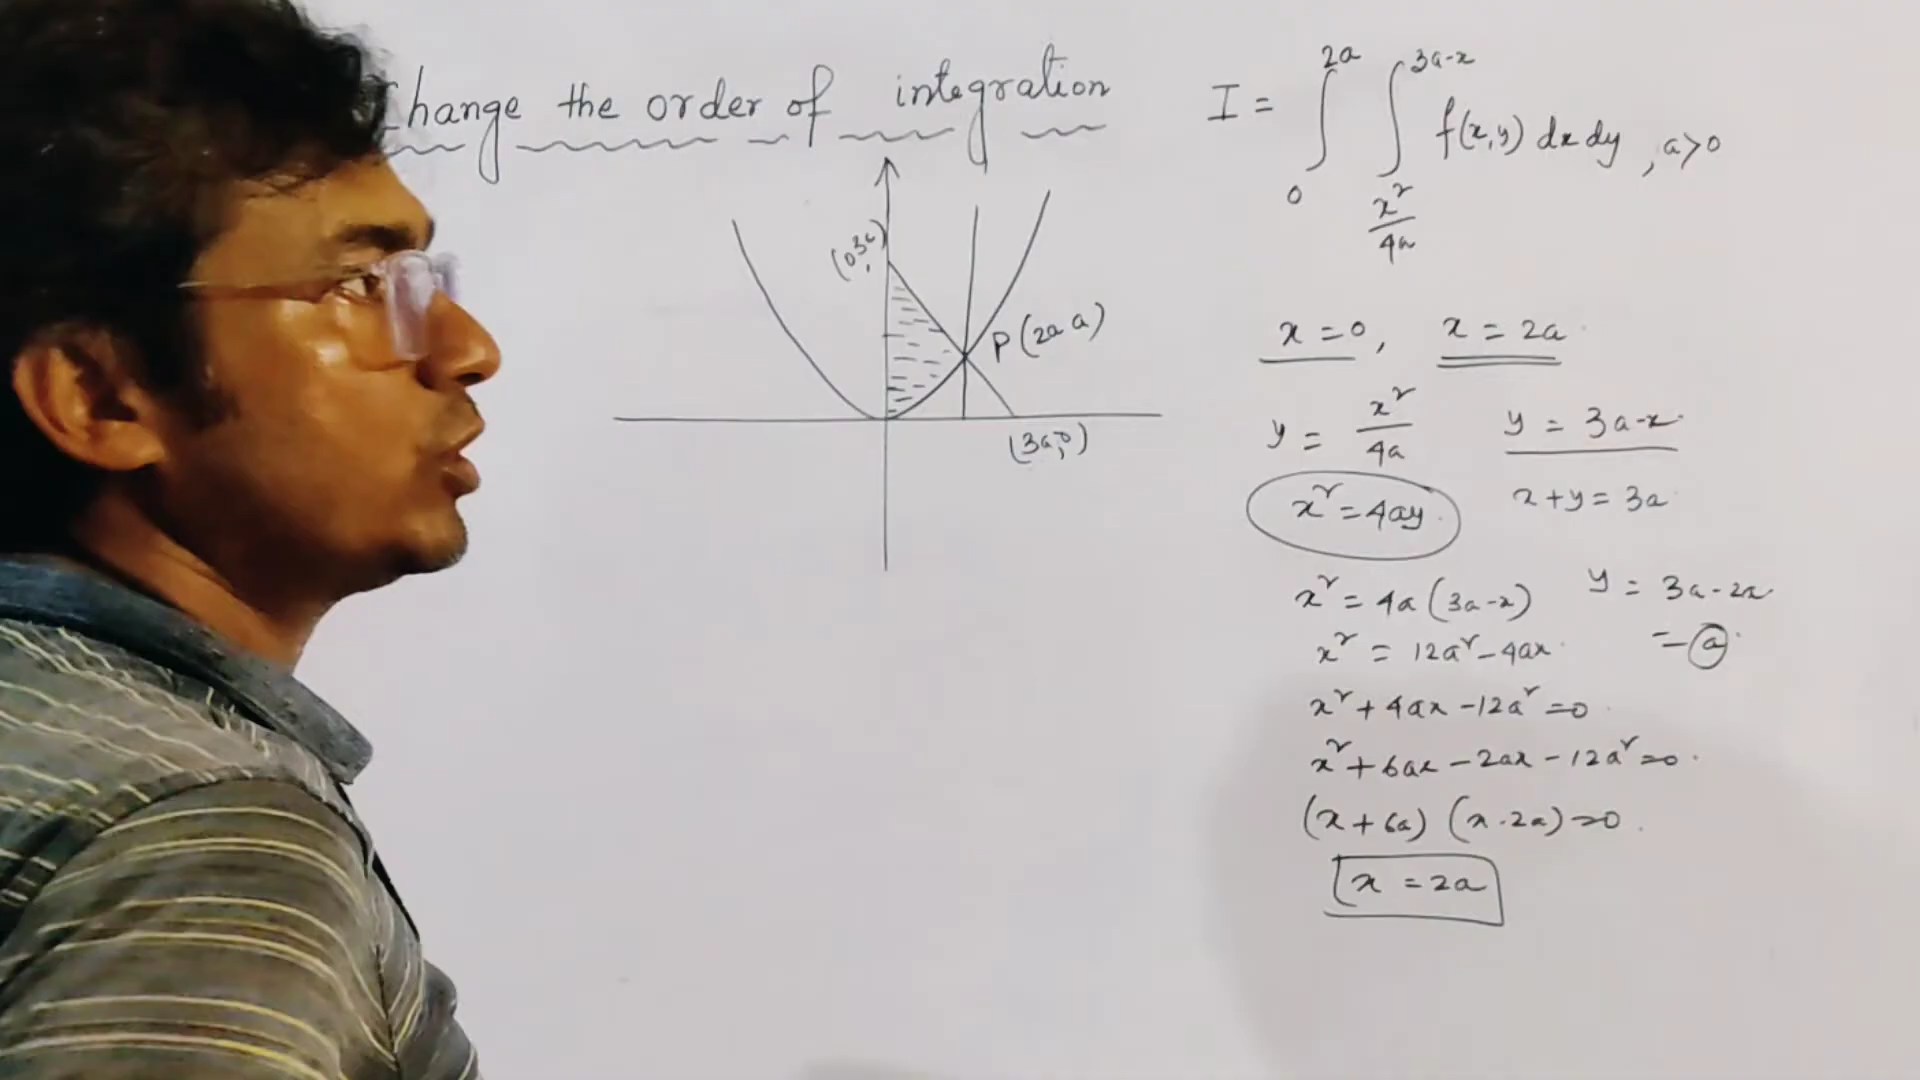 Change the order of integration
I = ∫_0^{2a} ∫_{x²/4a}^{3a-x} f(x,y) dx dy , a>0
(0,3a)
P(2a a)
(3a,0)
x = 0, x = 2a
y = x²/4a y = 3a-x
x² = 4ay x+y = 3a
x² = 4a(3a-x) y = 3a-2a
x² = 12a² - 4ax = a
x² + 4ax - 12a² = 0
x² + 6ax - 2ax - 12a² = 0
(x+6a) (x-2a) = 0
x = 2a